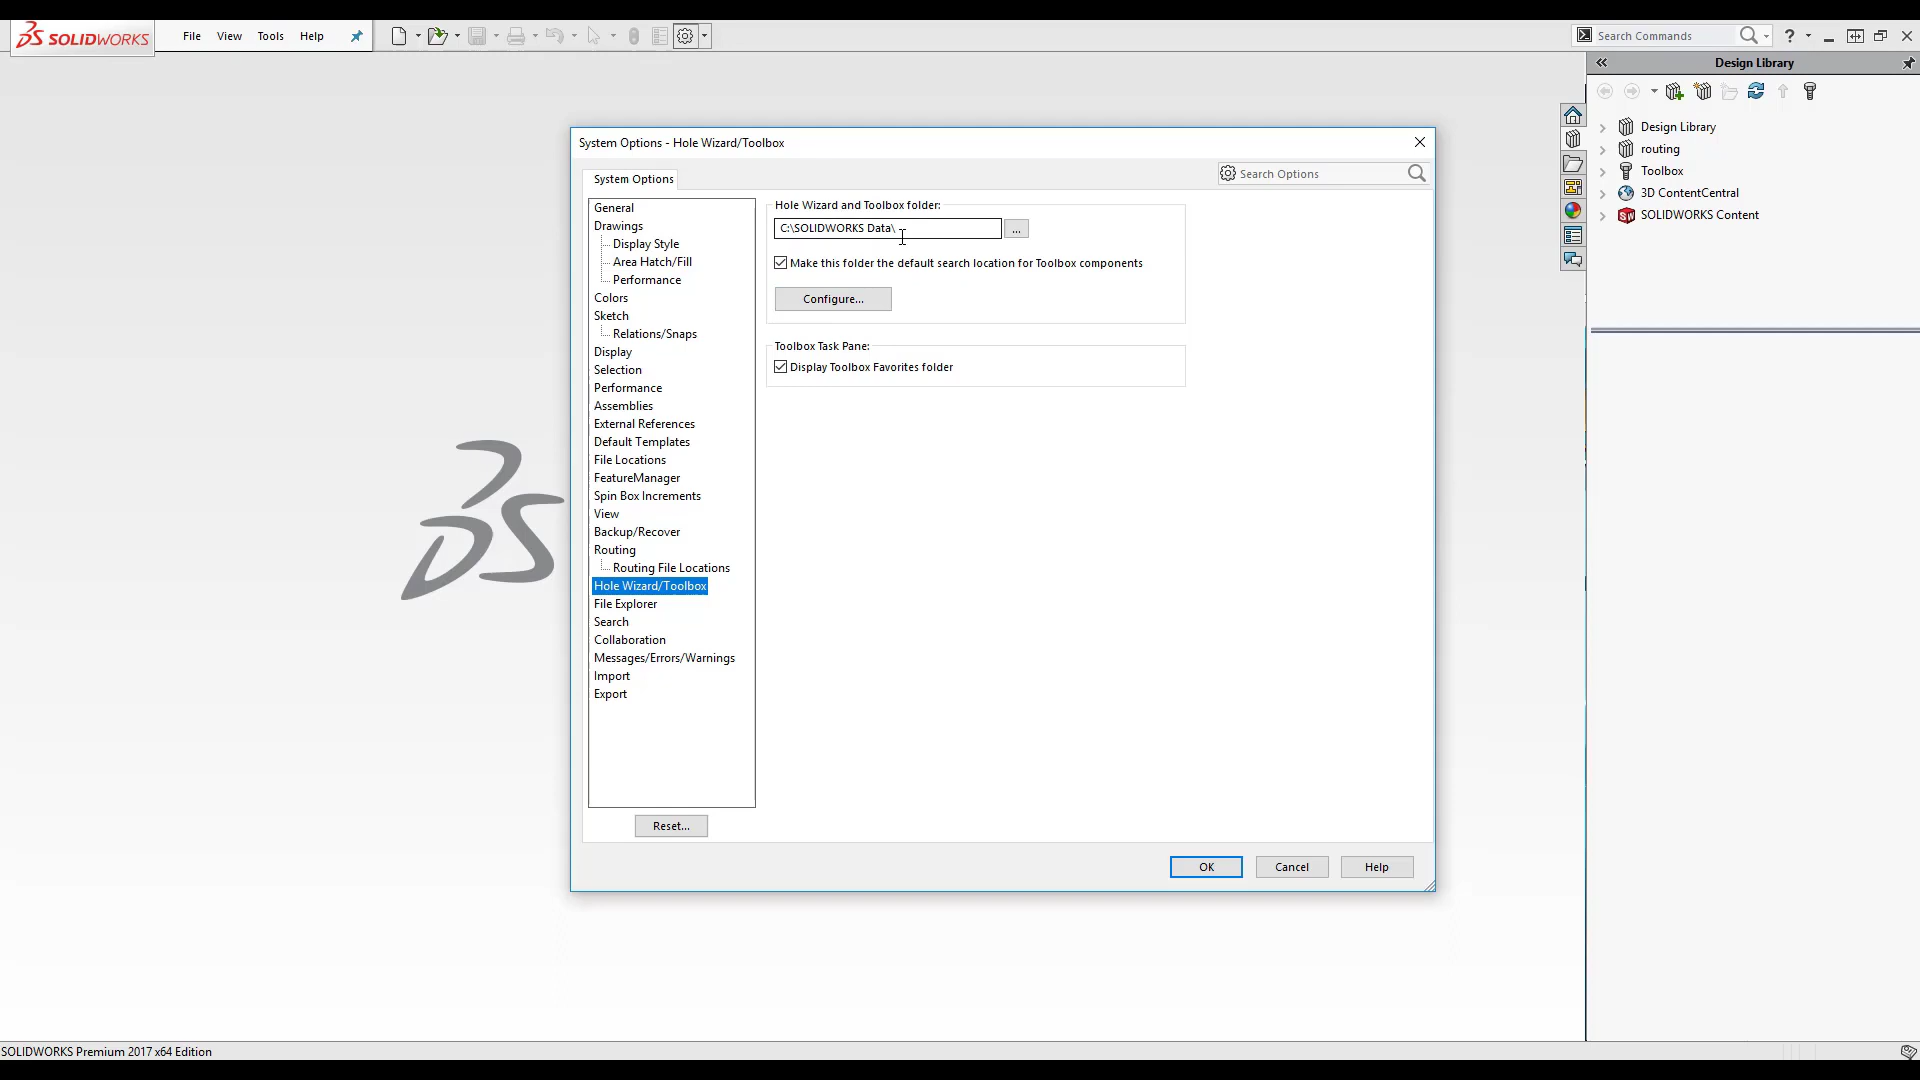 SOLIDWORKS
File
View
Tools
Help
Search Commands
?
Design Library
Design Library
routing
Toolbox
3D ContentCentral
SOLIDWORKS Content
System Options - Hole Wizard/Toolbox
System Options
Search Options
General
Drawings
Display Style
Area Hatch/Fill
Performance
Colors
Sketch
Relations/Snaps
Display
Selection
Performance
Assemblies
External References
Default Templates
File Locations
FeatureManager
Spin Box Increments
View
Backup/Recover
Routing
Routing File Locations
Hole Wizard/Toolbox
File Explorer
Search
Collaboration
Messages/Errors/Warnings
Import
Export
Reset...
Hole Wizard and Toolbox folder:
C:\SOLIDWORKS Data\
...
Make this folder the default search location for Toolbox components
Configure...
Toolbox Task Pane:
Display Toolbox Favorites folder
OK
Cancel
Help
SOLIDWORKS Premium 2017 x64 Edition